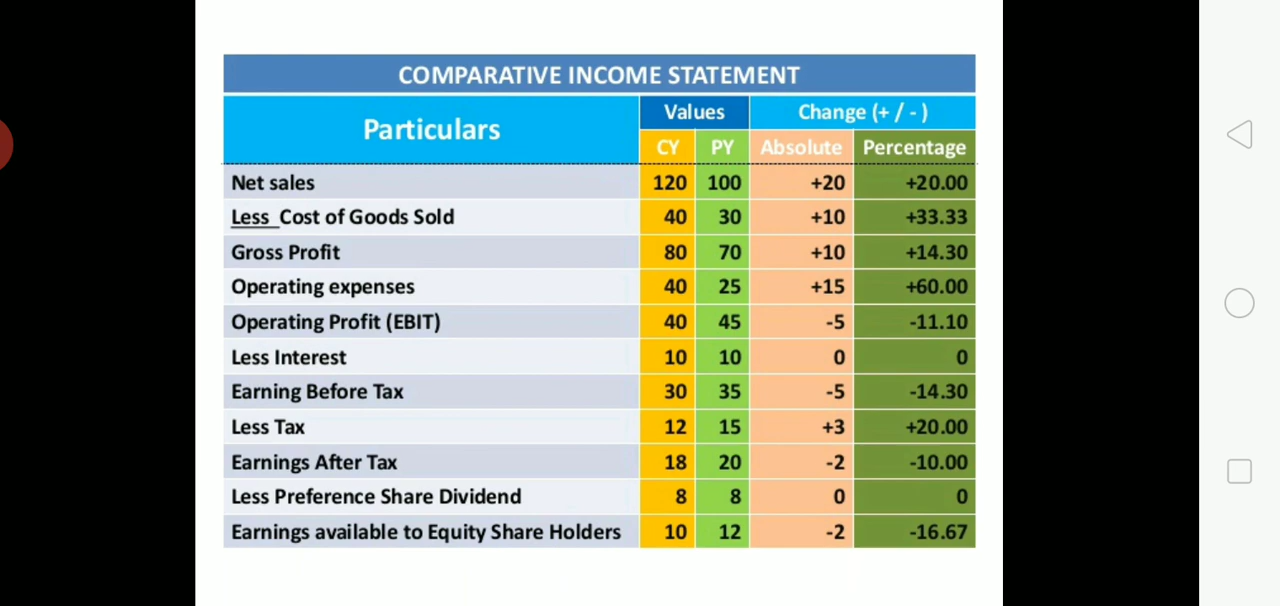 COMPARATIVE INCOME STATEMENT
Particulars Values Change (+ / - )
CY PY Absolute Percentage
Net sales 120 100 +20 +20.00
Less Cost of Goods Sold 40 30 +10 +33.33
Gross Profit 80 70 +10 +14.30
Operating expenses 40 25 +15 +60.00
Operating Profit (EBIT) 40 45 -5 -11.10
Less Interest 10 10 0 0
Earning Before Tax 30 35 -5 -14.30
Less Tax 12 15 +3 +20.00
Earnings After Tax 18 20 -2 -10.00
Less Preference Share Dividend 8 8 0 0
Earnings available to Equity Share Holders 10 12 -2 -16.67